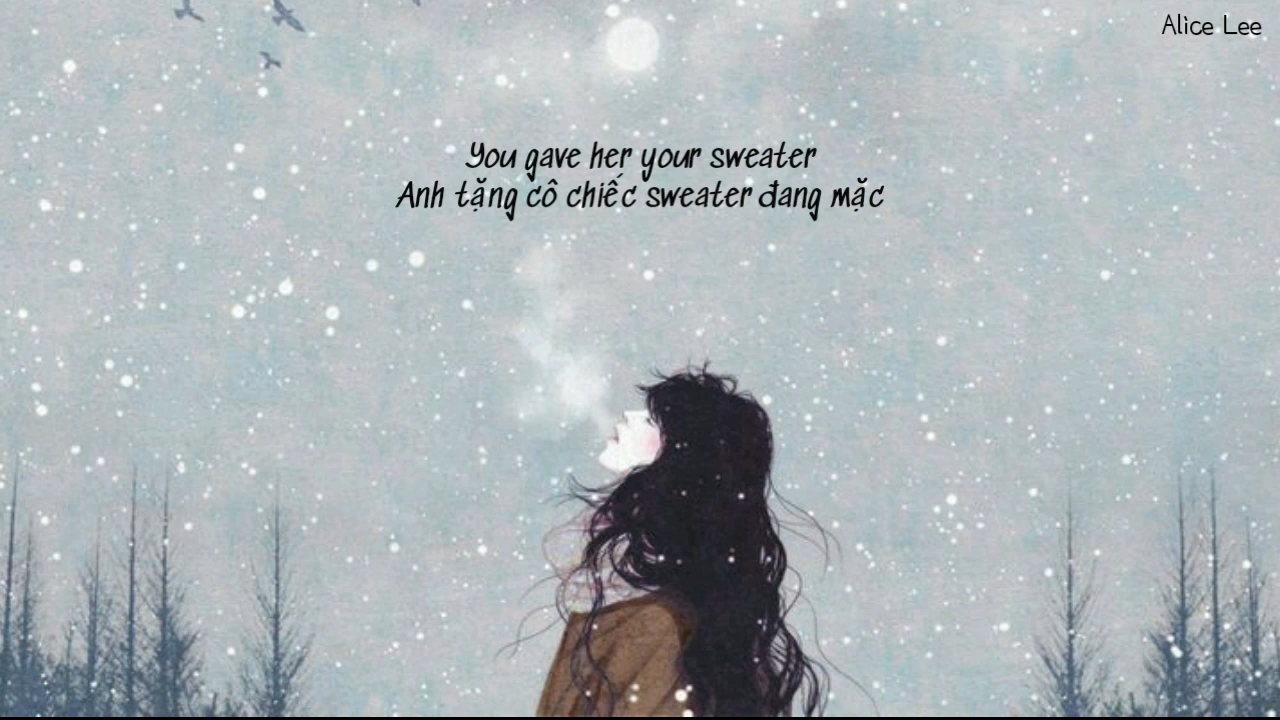 Alice Lee
You gave her your sweater
Anh tặng cô chiếc sweater đang mặc